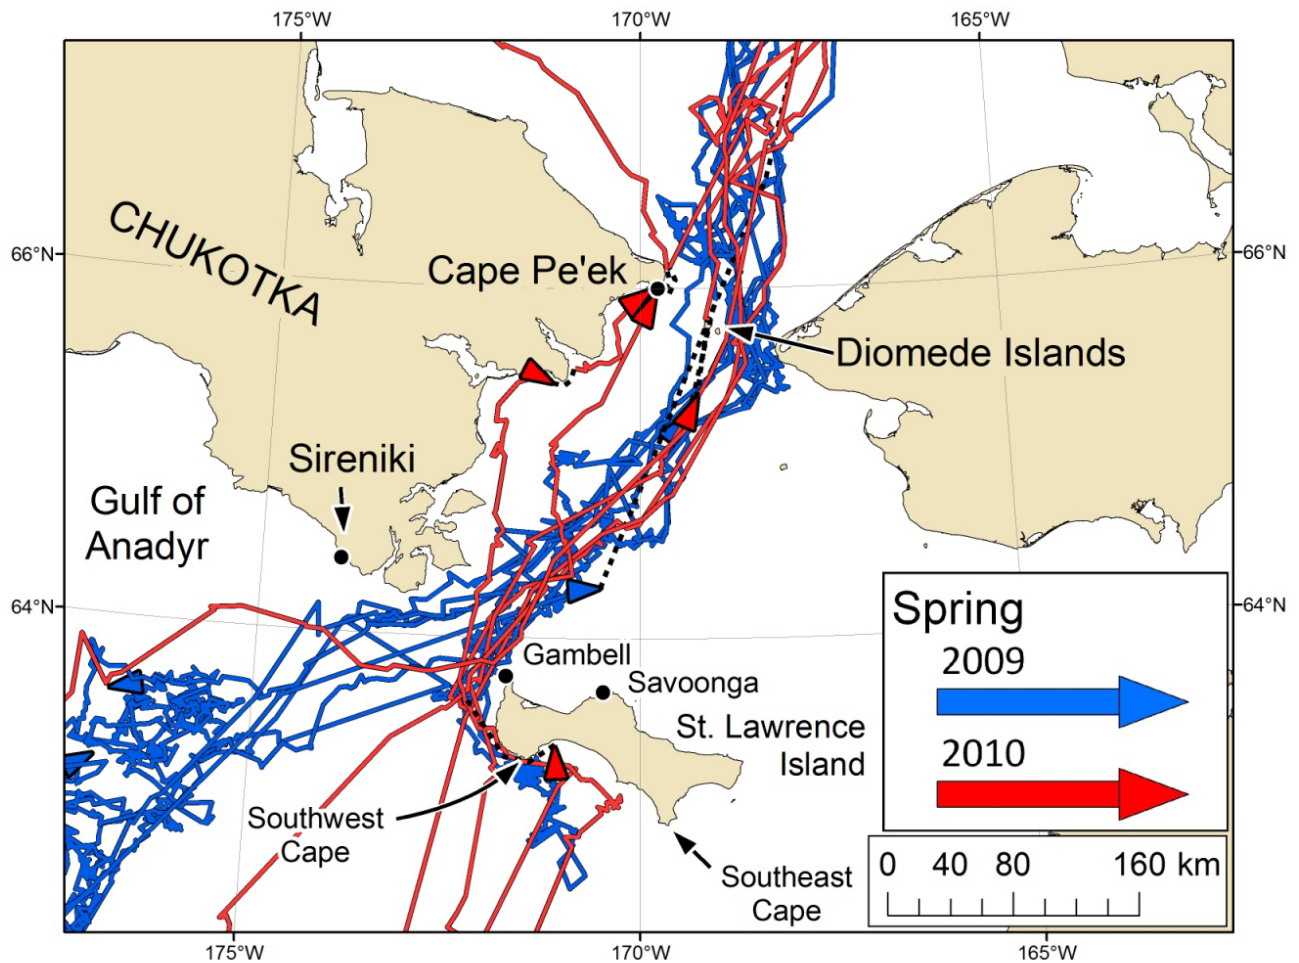 175°W
170°W
165°W
CHUKOTKA
66°N
66°N
Cape Pe'ek
Diomede Islands
Sireniki
Gulf of
Anadyr
64°N
64°N
Gambell
Savoonga
St. Lawrence
Island
Southwest
Cape
Southeast
Cape
Spring
2009
2010
0 40 80 160 km
175°W
170°W
165°W